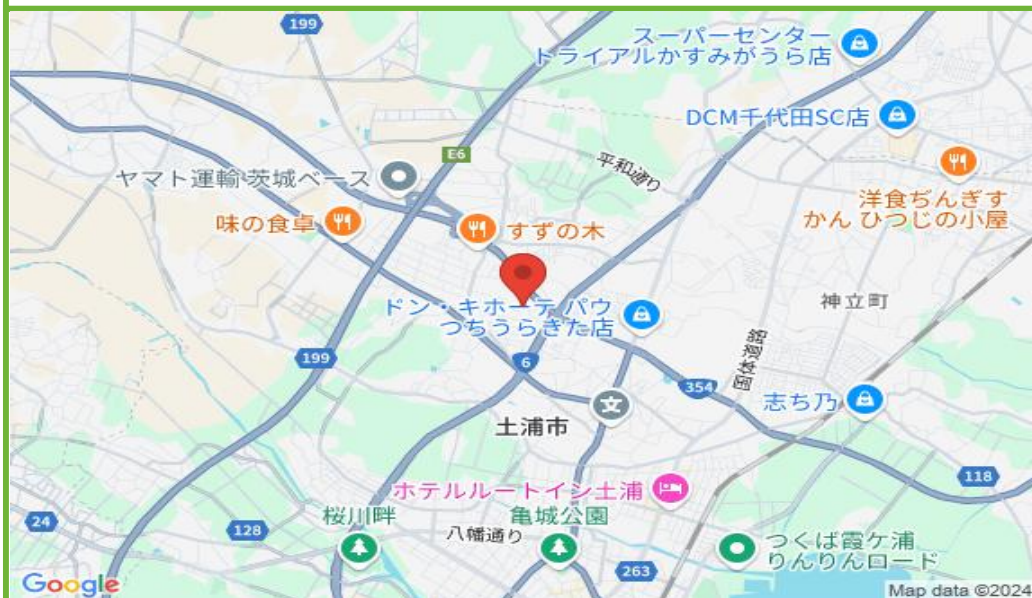 199
スーパーセンター
トライアルかすみがうら店
DCM千代田SC店
E6
平和通り
ヤマト運輸 茨城ベース
洋食ぢんぎす
かん ひつじの小屋
味の食卓
すずの木
ドン・キホーテ パウ
つちうらきた店
神立町
199
6
国体道路
354
志ち乃
文
土浦市
118
ホテルルートイン土浦
桜川畔
亀城公園
24
128
八幡通り
つくば霞ケ浦
りんりんロード
263
Google
Map data ©2024